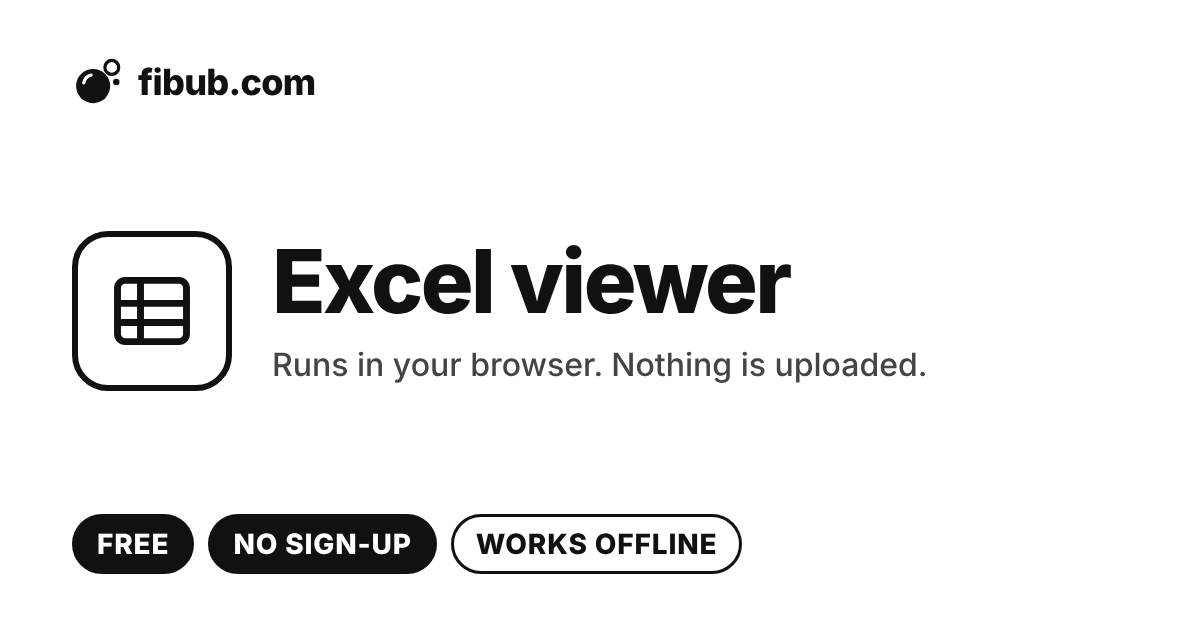 fibub.com
Excel viewer
Runs in your browser. Nothing is uploaded.
FREE NO SIGN-UP WORKS OFFLINE